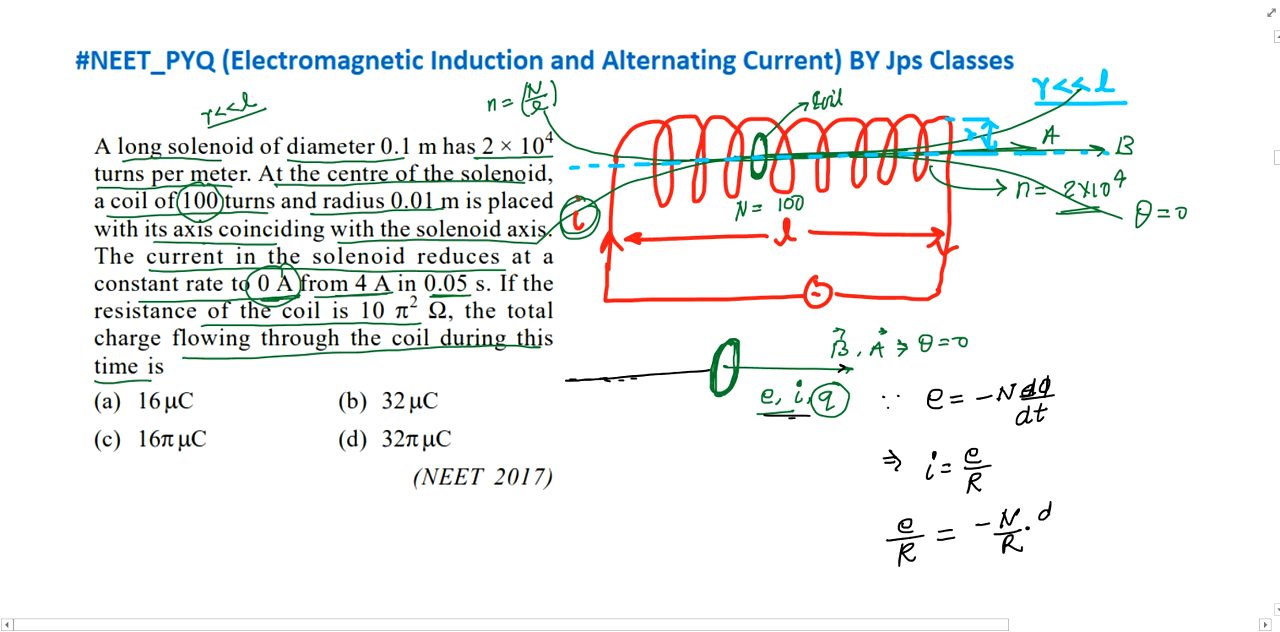 #NEET_PYQ (Electromagnetic Induction and Alternating Current) BY Jps Classes
r<<l
n = (N/l)
coil
r<<l
A
B
n = 2×10⁴
θ=0
N = 100
l
i
A long solenoid of diameter 0.1 m has 2 × 10⁴
turns per meter. At the centre of the solenoid,
a coil of 100 turns and radius 0.01 m is placed
with its axis coinciding with the solenoid axis.
The current in the solenoid reduces at a
constant rate to 0 A from 4 A in 0.05 s. If the
resistance of the coil is 10 π² Ω, the total
charge flowing through the coil during this
time is
(a) 16 μC (b) 32 μC
(c) 16π μC (d) 32π μC
(NEET 2017)
B⃗, A⃗ ⇒ θ=0
e, i, q
∵ e = -N dϕ/dt
⇒ i = e/R
e/R = -N/R . d